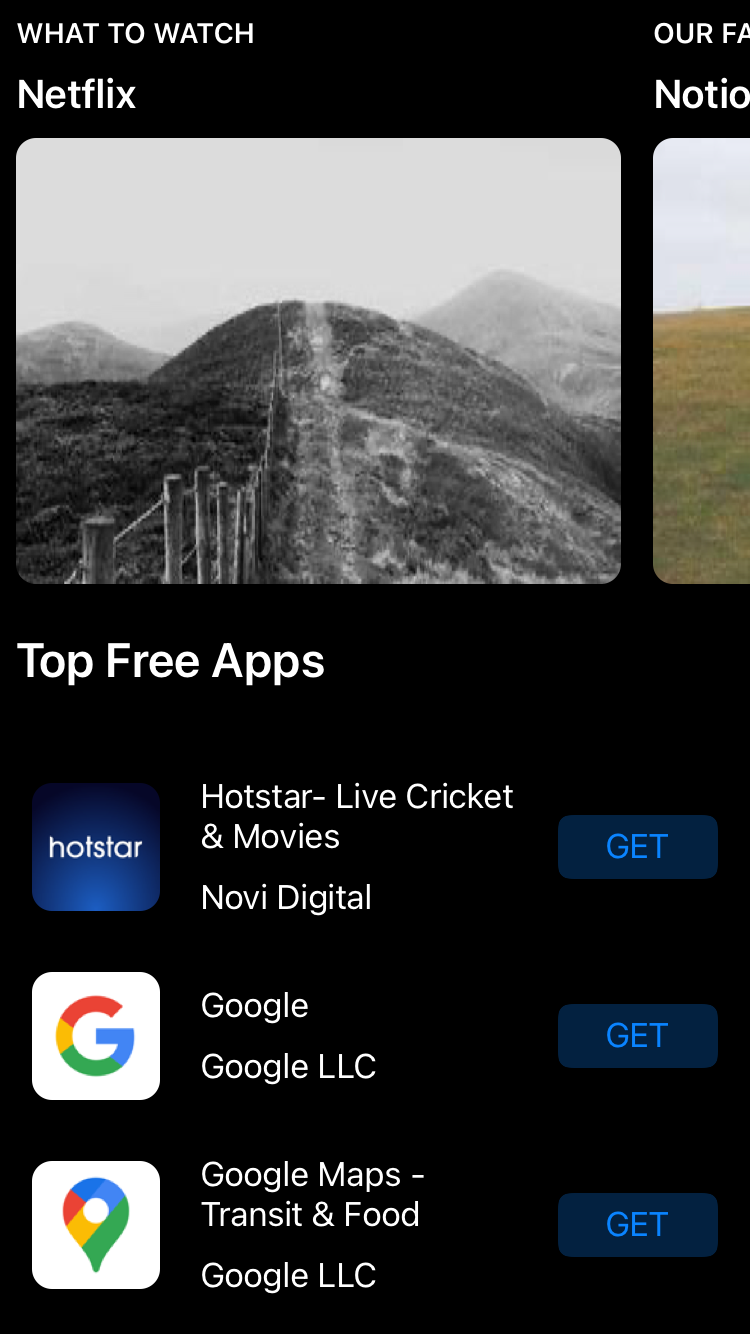 WHAT TO WATCH
OUR FA
Netflix
Notio
Top Free Apps
hotstar
Hotstar- Live Cricket
& Movies
Novi Digital
GET
Google
Google LLC
GET
Google Maps -
Transit & Food
Google LLC
GET